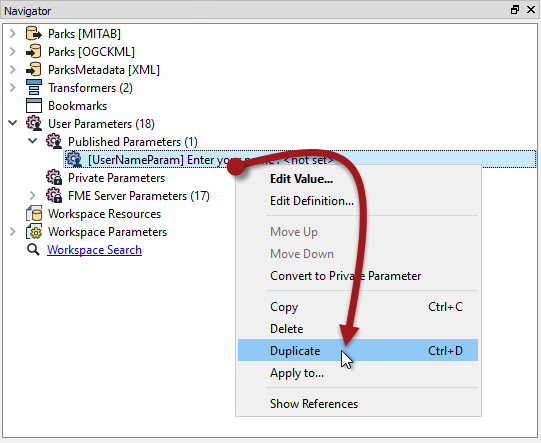 Navigator
Parks [MITAB]
Parks [OGCKML]
ParksMetadata [XML]
Transformers (2)
Bookmarks
User Parameters (18)
Published Parameters (1)
[UserNameParam] Enter your name: <not set>
Private Parameters
FME Server Parameters (17)
Workspace Resources
Workspace Parameters
Workspace Search
Edit Value...
Edit Definition...
Move Up
Move Down
Convert to Private Parameter
Copy Ctrl+C
Delete
Duplicate Ctrl+D
Apply to...
Show References